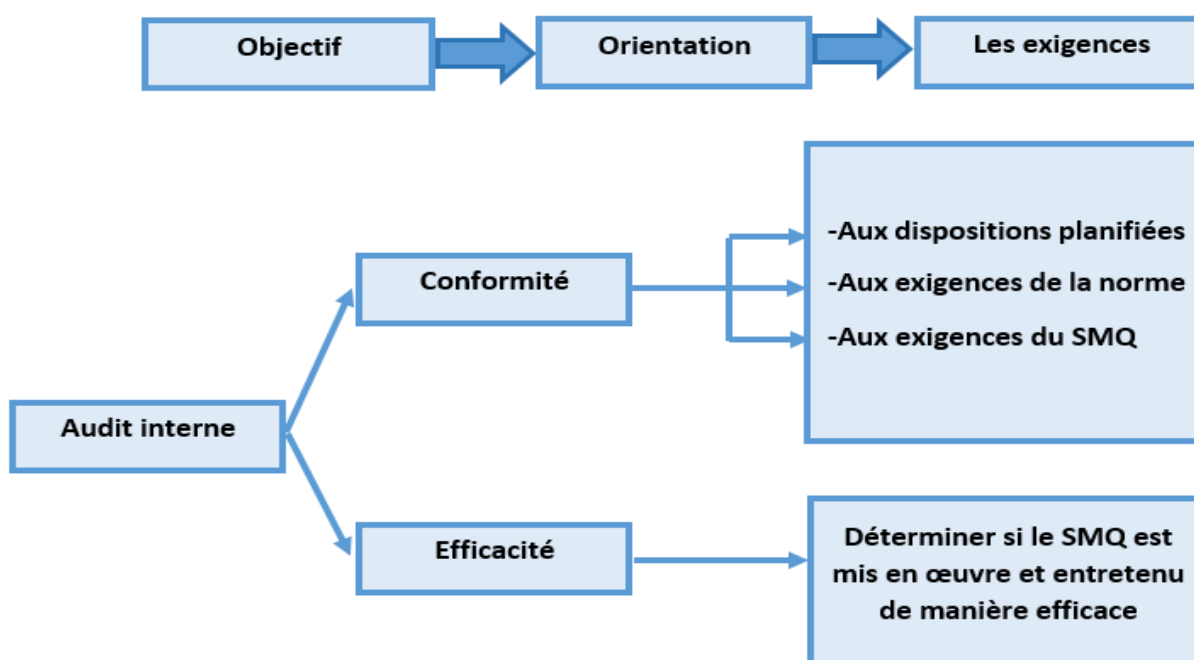 Objectif
Orientation
Les exigences
-Aux dispositions planifiées
Conformité
-Aux exigences de la norme
-Aux exigences du SMQ
Audit interne
Efficacité
Déterminer si le SMQ est
mis en œuvre et entretenu
de manière efficace